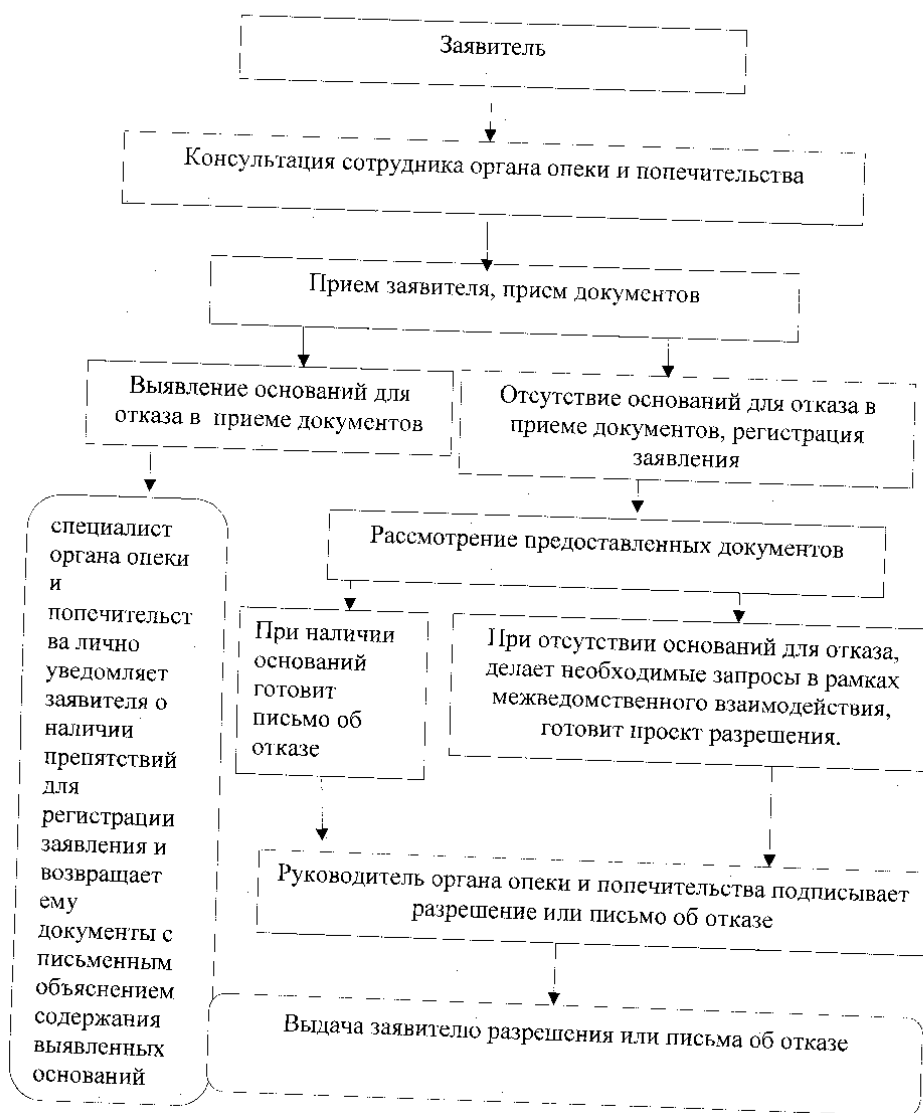 Заявитель
Консультация сотрудника органа опеки и попечительства
Прием заявителя, прием документов
Выявление оснований для
отказа в приеме документов
Отсутствие оснований для отказа в
приеме документов, регистрация
заявления
специалист
органа опеки
и
попечительст
ва лично
уведомляет
заявителя о
наличии
препятствий
для
регистрации
заявления и
возвращает
ему
документы с
письменным
объяснением
содержания
выявленных
оснований
Рассмотрение предоставленных документов
При наличии
оснований
готовит
письмо об
отказе
При отсутствии оснований для отказа,
делает необходимые запросы в рамках
межведомственного взаимодействия,
готовит проект разрешения.
Руководитель органа опеки и попечительства подписывает
разрешение или письмо об отказе
Выдача заявителю разрешения или письма об отказе